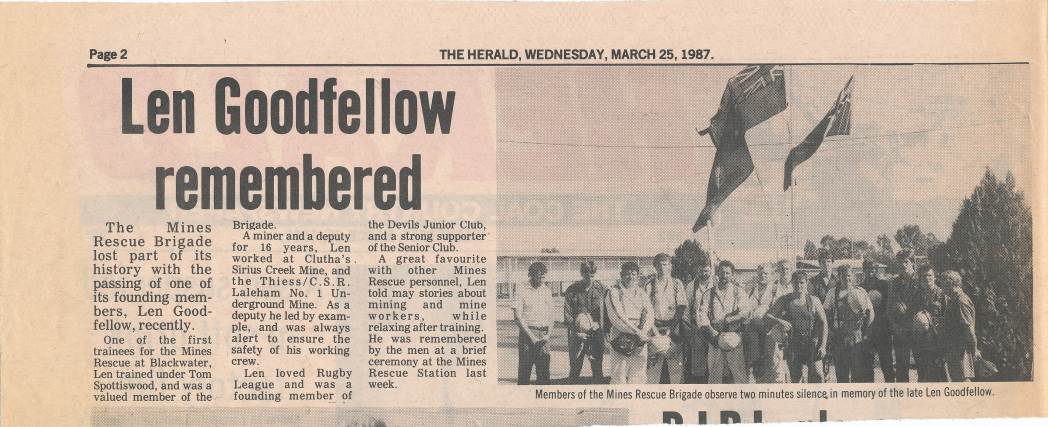 Page 2
THE HERALD, WEDNESDAY, MARCH 25, 1987.
Len Goodfellow
remembered
The Mines
Rescue Brigade
lost part of its
history with the
passing of one of
its founding mem-
bers, Len Good-
fellow, recently.
One of the first
trainees for the Mines
Rescue at Blackwater,
Len trained under Tom
Spottiswood, and was a
valued member of the
Brigade.
A miner and a deputy
for 16 years, Len
worked at Clutha's
Sirius Creek Mine, and
the Thiess/C.S.R.
Laleham No. 1 Un-
derground Mine. As a
deputy he led by exam-
ple, and was always
alert to ensure the
safety of his working
crew.
Len loved Rugby
League and was a
founding member of
the Devils Junior Club,
and a strong supporter
of the Senior Club.
A great favourite
with other Mines
Rescue personnel, Len
told may stories about
mining and mine
workers, while
relaxing after training.
He was remembered
by the men at a brief
ceremony at the Mines
Rescue Station last
week.
Members of the Mines Rescue Brigade observe two minutes silence, in memory of the late Len Goodfellow.